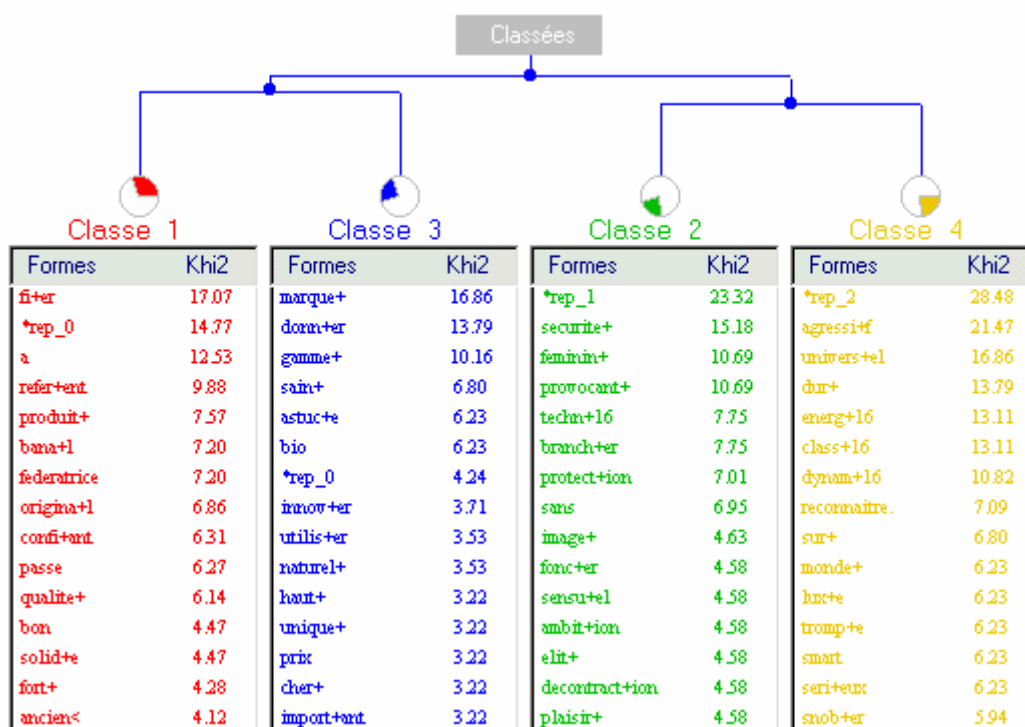 Classées
Classe 1
Formes Khi2
fi+er 17.07
*rep_0 14.77
a 12.53
refer+ent 9.88
produit+ 7.57
bana+l 7.20
federatrice 7.20
origina+l 6.86
confi+ant 6.31
passe 6.27
qualite+ 6.14
bon 4.47
solid+e 4.47
fort+ 4.28
ancien< 4.12
Classe 3
Formes Khi2
marque+ 16.86
donn+er 13.79
gamme+ 10.16
sain+ 6.80
astuc+e 6.23
bio 6.23
*rep_0 4.24
innov+er 3.71
utilis+er 3.53
naturel+ 3.53
haut+ 3.22
unique+ 3.22
prix 3.22
cher+ 3.22
import+ant 3.22
Classe 2
Formes Khi2
*rep_1 23.32
securite+ 15.18
feminin+ 10.69
provocant+ 10.69
techn+16 7.75
branch+er 7.75
protect+ion 7.01
sans 6.95
image+ 4.63
fonc+er 4.58
sensu+el 4.58
ambit+ion 4.58
elit+ 4.58
decontract+ion 4.58
plaisir+ 4.58
Classe 4
Formes Khi2
*rep_2 28.48
agressi+f 21.47
univers+el 16.86
dur+ 13.79
energ+16 13.11
class+16 13.11
dynam+16 10.82
reconnaitre. 7.09
sur+ 6.80
monde+ 6.23
lux+e 6.23
tromp+e 6.23
smart 6.23
seri+eux 6.23
snob+er 5.94